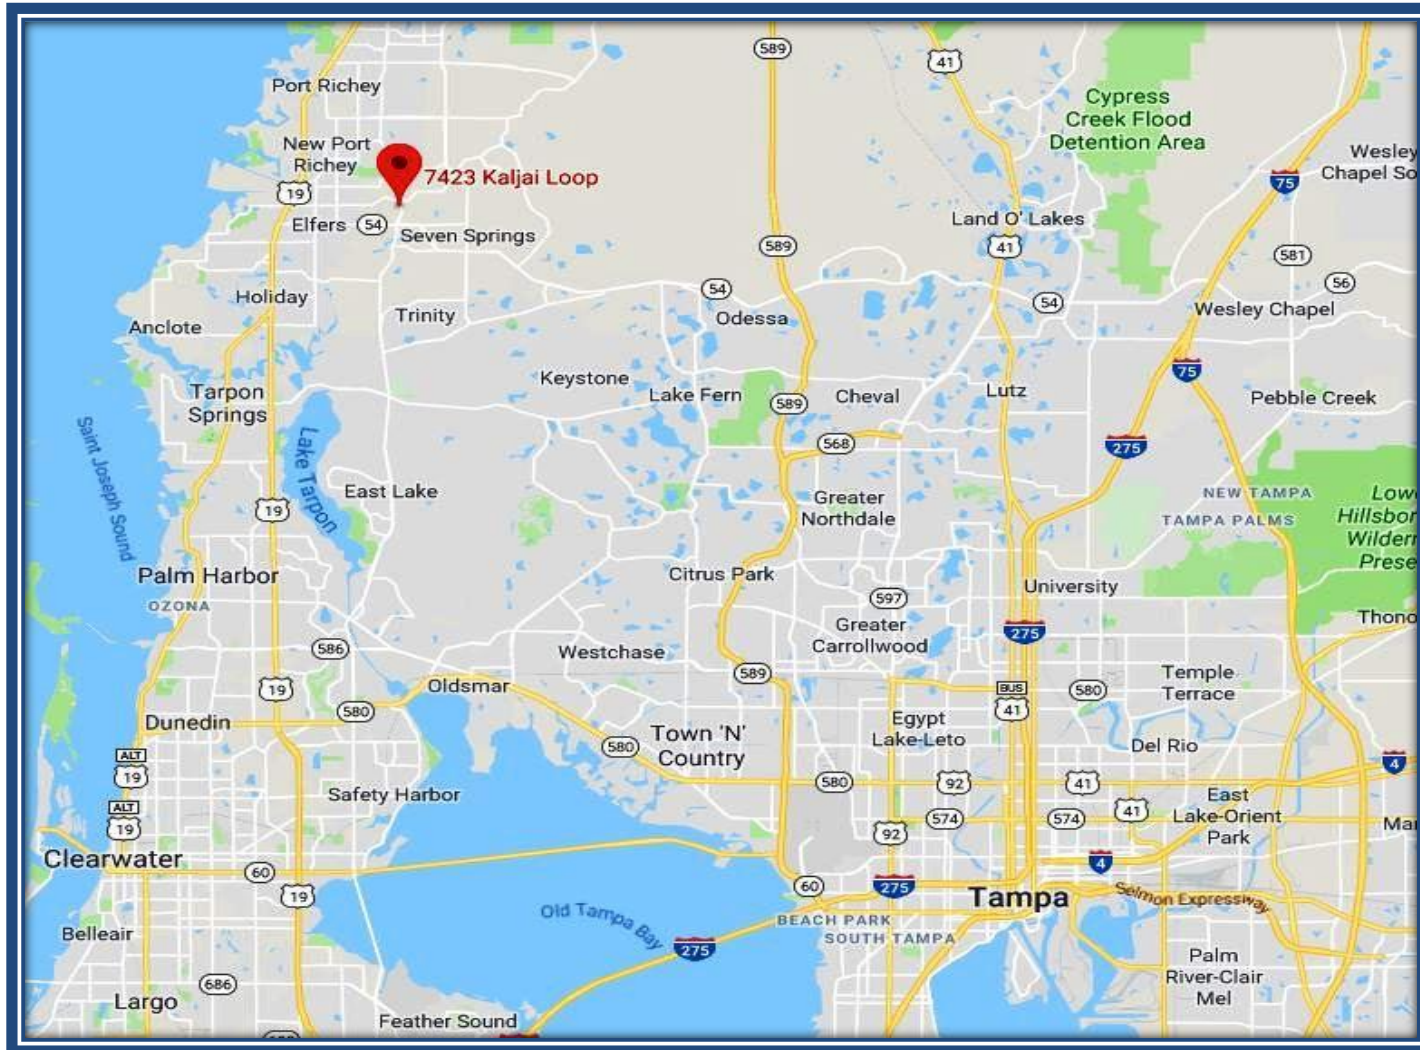 589
41
Port Richey
Cypress
Creek Flood
Detention Area
New Port
Richey
Wesley
Chapel So
7423 Kaljai Loop
75
19
Elfers
54
Seven Springs
Land O' Lakes
589
41
581
56
Holiday
54
54
Anclote
Trinity
Odessa
Wesley Chapel
Keystone
75
Tarpon
Springs
Lake Fern
589
Cheval
Lutz
Pebble Creek
Saint Joseph Sound
Lake Tarpon
568
275
East Lake
19
Greater
Northdale
NEW TAMPA
TAMPA PALMS
Lowe
Hillsbor
Wildern
Prese
Palm Harbor
OZONA
Citrus Park
University
597
Thono
586
Greater
Carrollwood
275
Westchase
589
Temple
Terrace
19
Oldsmar
BUS
41
580
580
Dunedin
Town 'N'
Country
580
Egypt
Lake-Leto
Del Rio
ALT
19
4
580
92
41
Safety Harbor
ALT
19
574
574
41
East
Lake-Orient
Park
Mar
92
Clearwater
60
4
60
275
19
Tampa
Selmon Expressway
Old Tampa Bay
BEACH PARK
SOUTH TAMPA
Belleair
275
Palm
River-Clair
Mel
686
Largo
Feather Sound